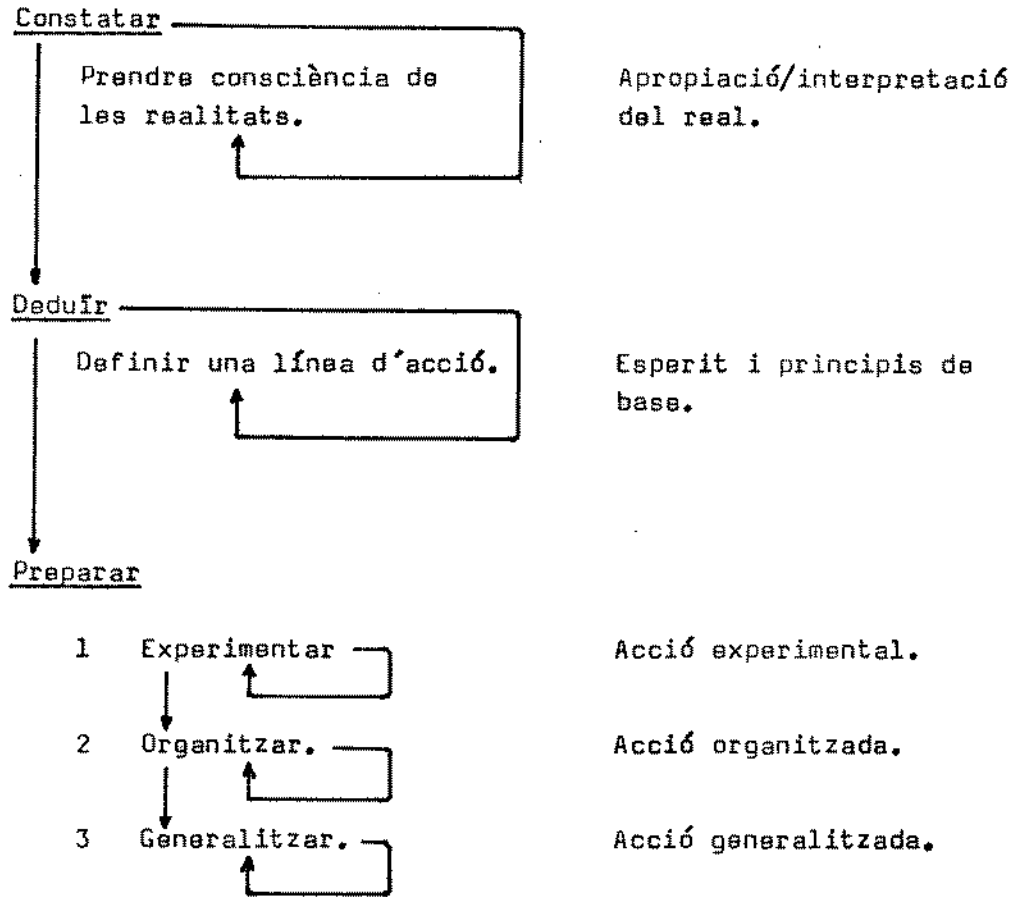 Constatar
Prendre consciència de
les realitats.
Apropiació/interpretació
del real.
Deduïr
Definir una línea d´acció.
Esperit i principis de
base.
Preparar
1 Experimentar
Acció experimental.
2 Organitzar.
Acció organitzada.
3 Generalitzar.
Acció generalitzada.